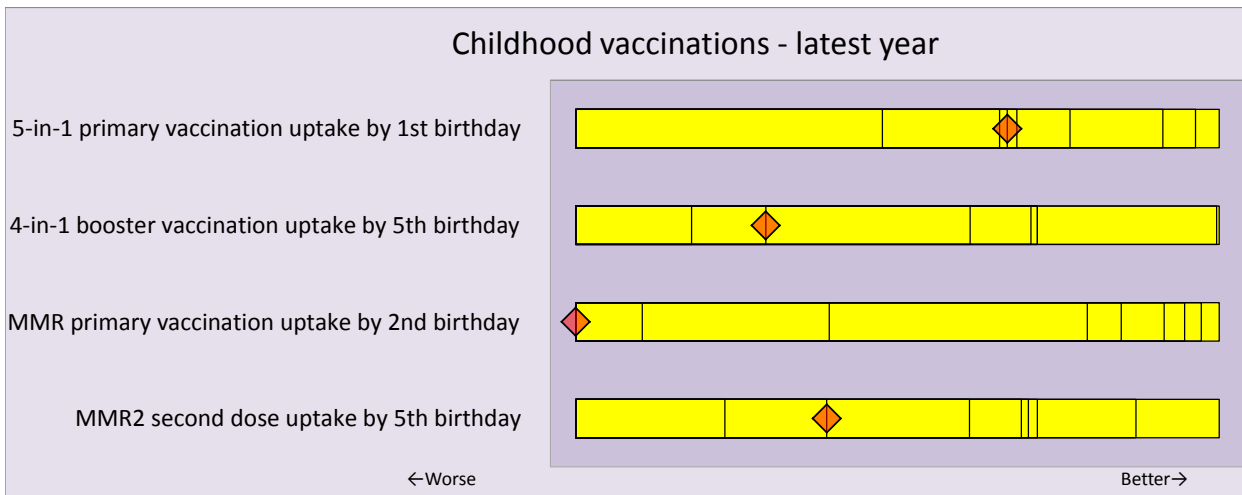 Childhood vaccinations - latest year
5-in-1 primary vaccination uptake by 1st birthday
4-in-1 booster vaccination uptake by 5th birthday
MMR primary vaccination uptake by 2nd birthday
MMR2 second dose uptake by 5th birthday
←Worse
Better→